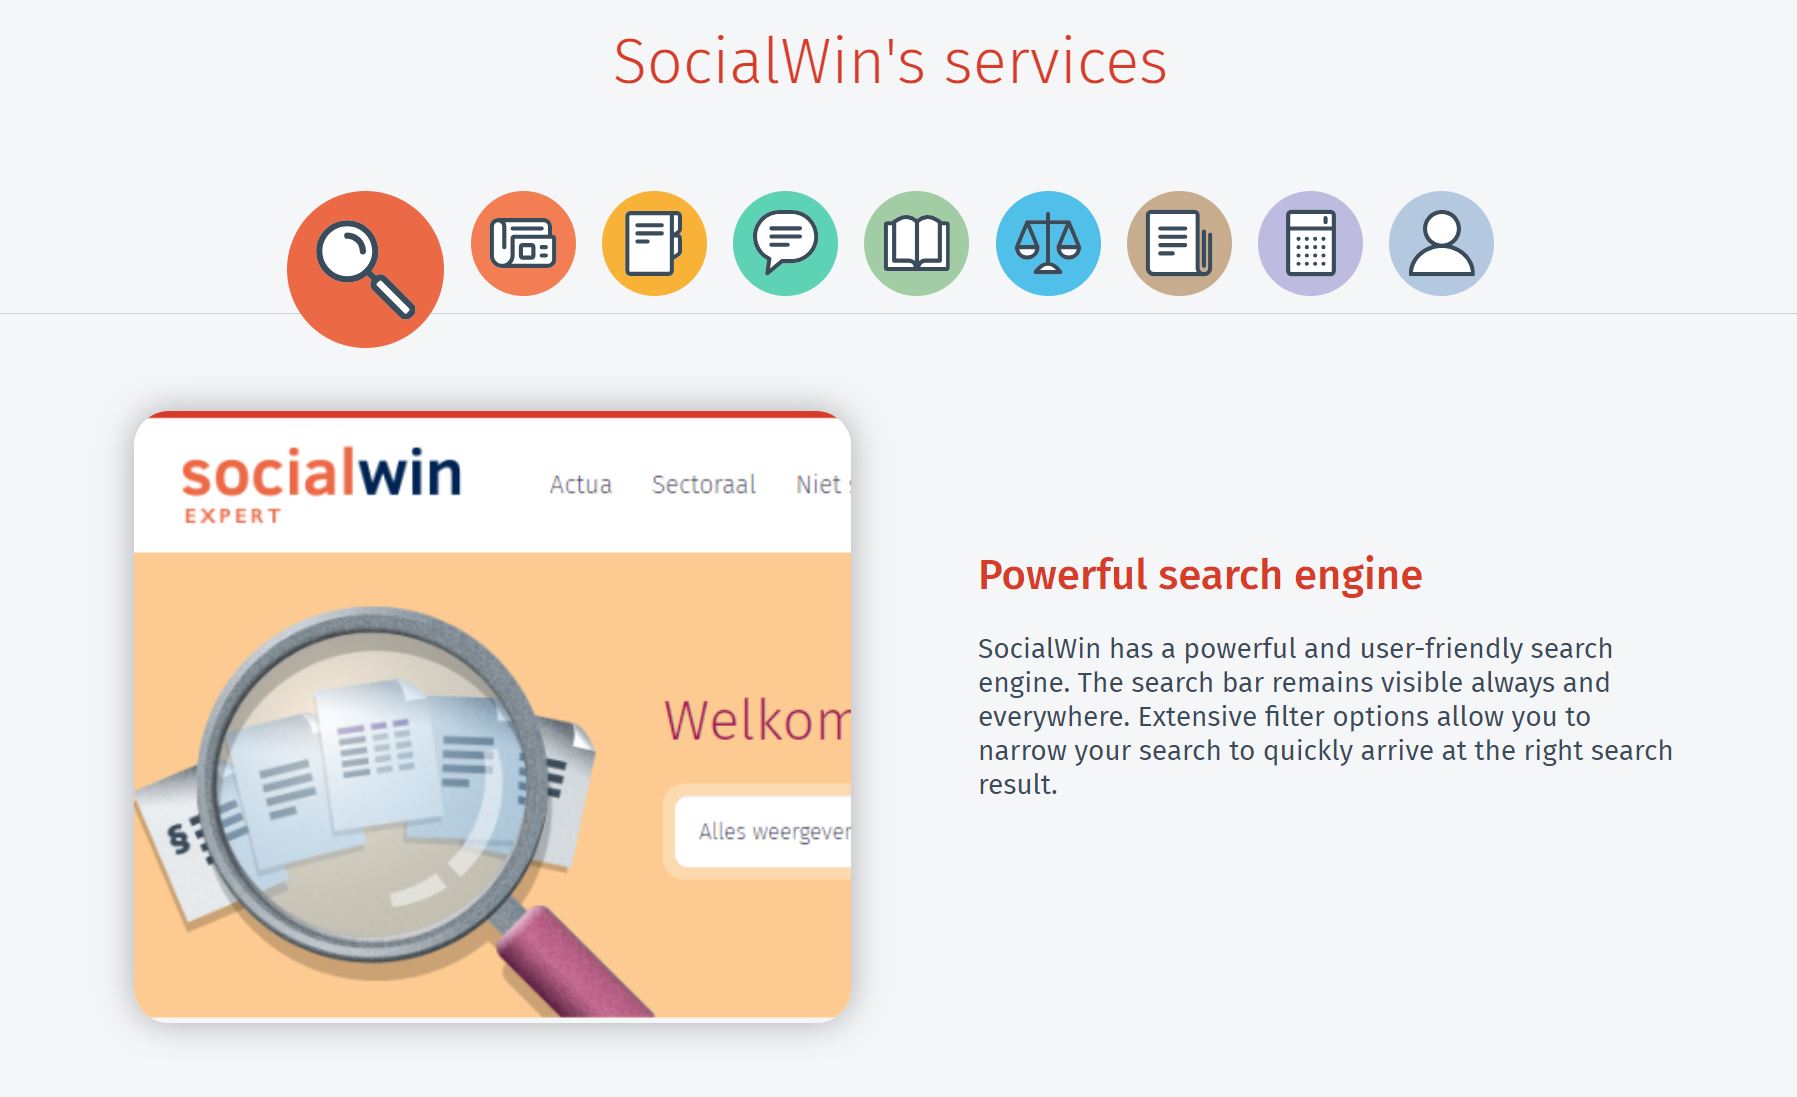 SocialWin's services
socialwin
EXPERT
Actua Sectoraal Niet
Welkom
Alles weergeven
§
Powerful search engine
SocialWin has a powerful and user-friendly search
engine. The search bar remains visible always and
everywhere. Extensive filter options allow you to
narrow your search to quickly arrive at the right search
result.